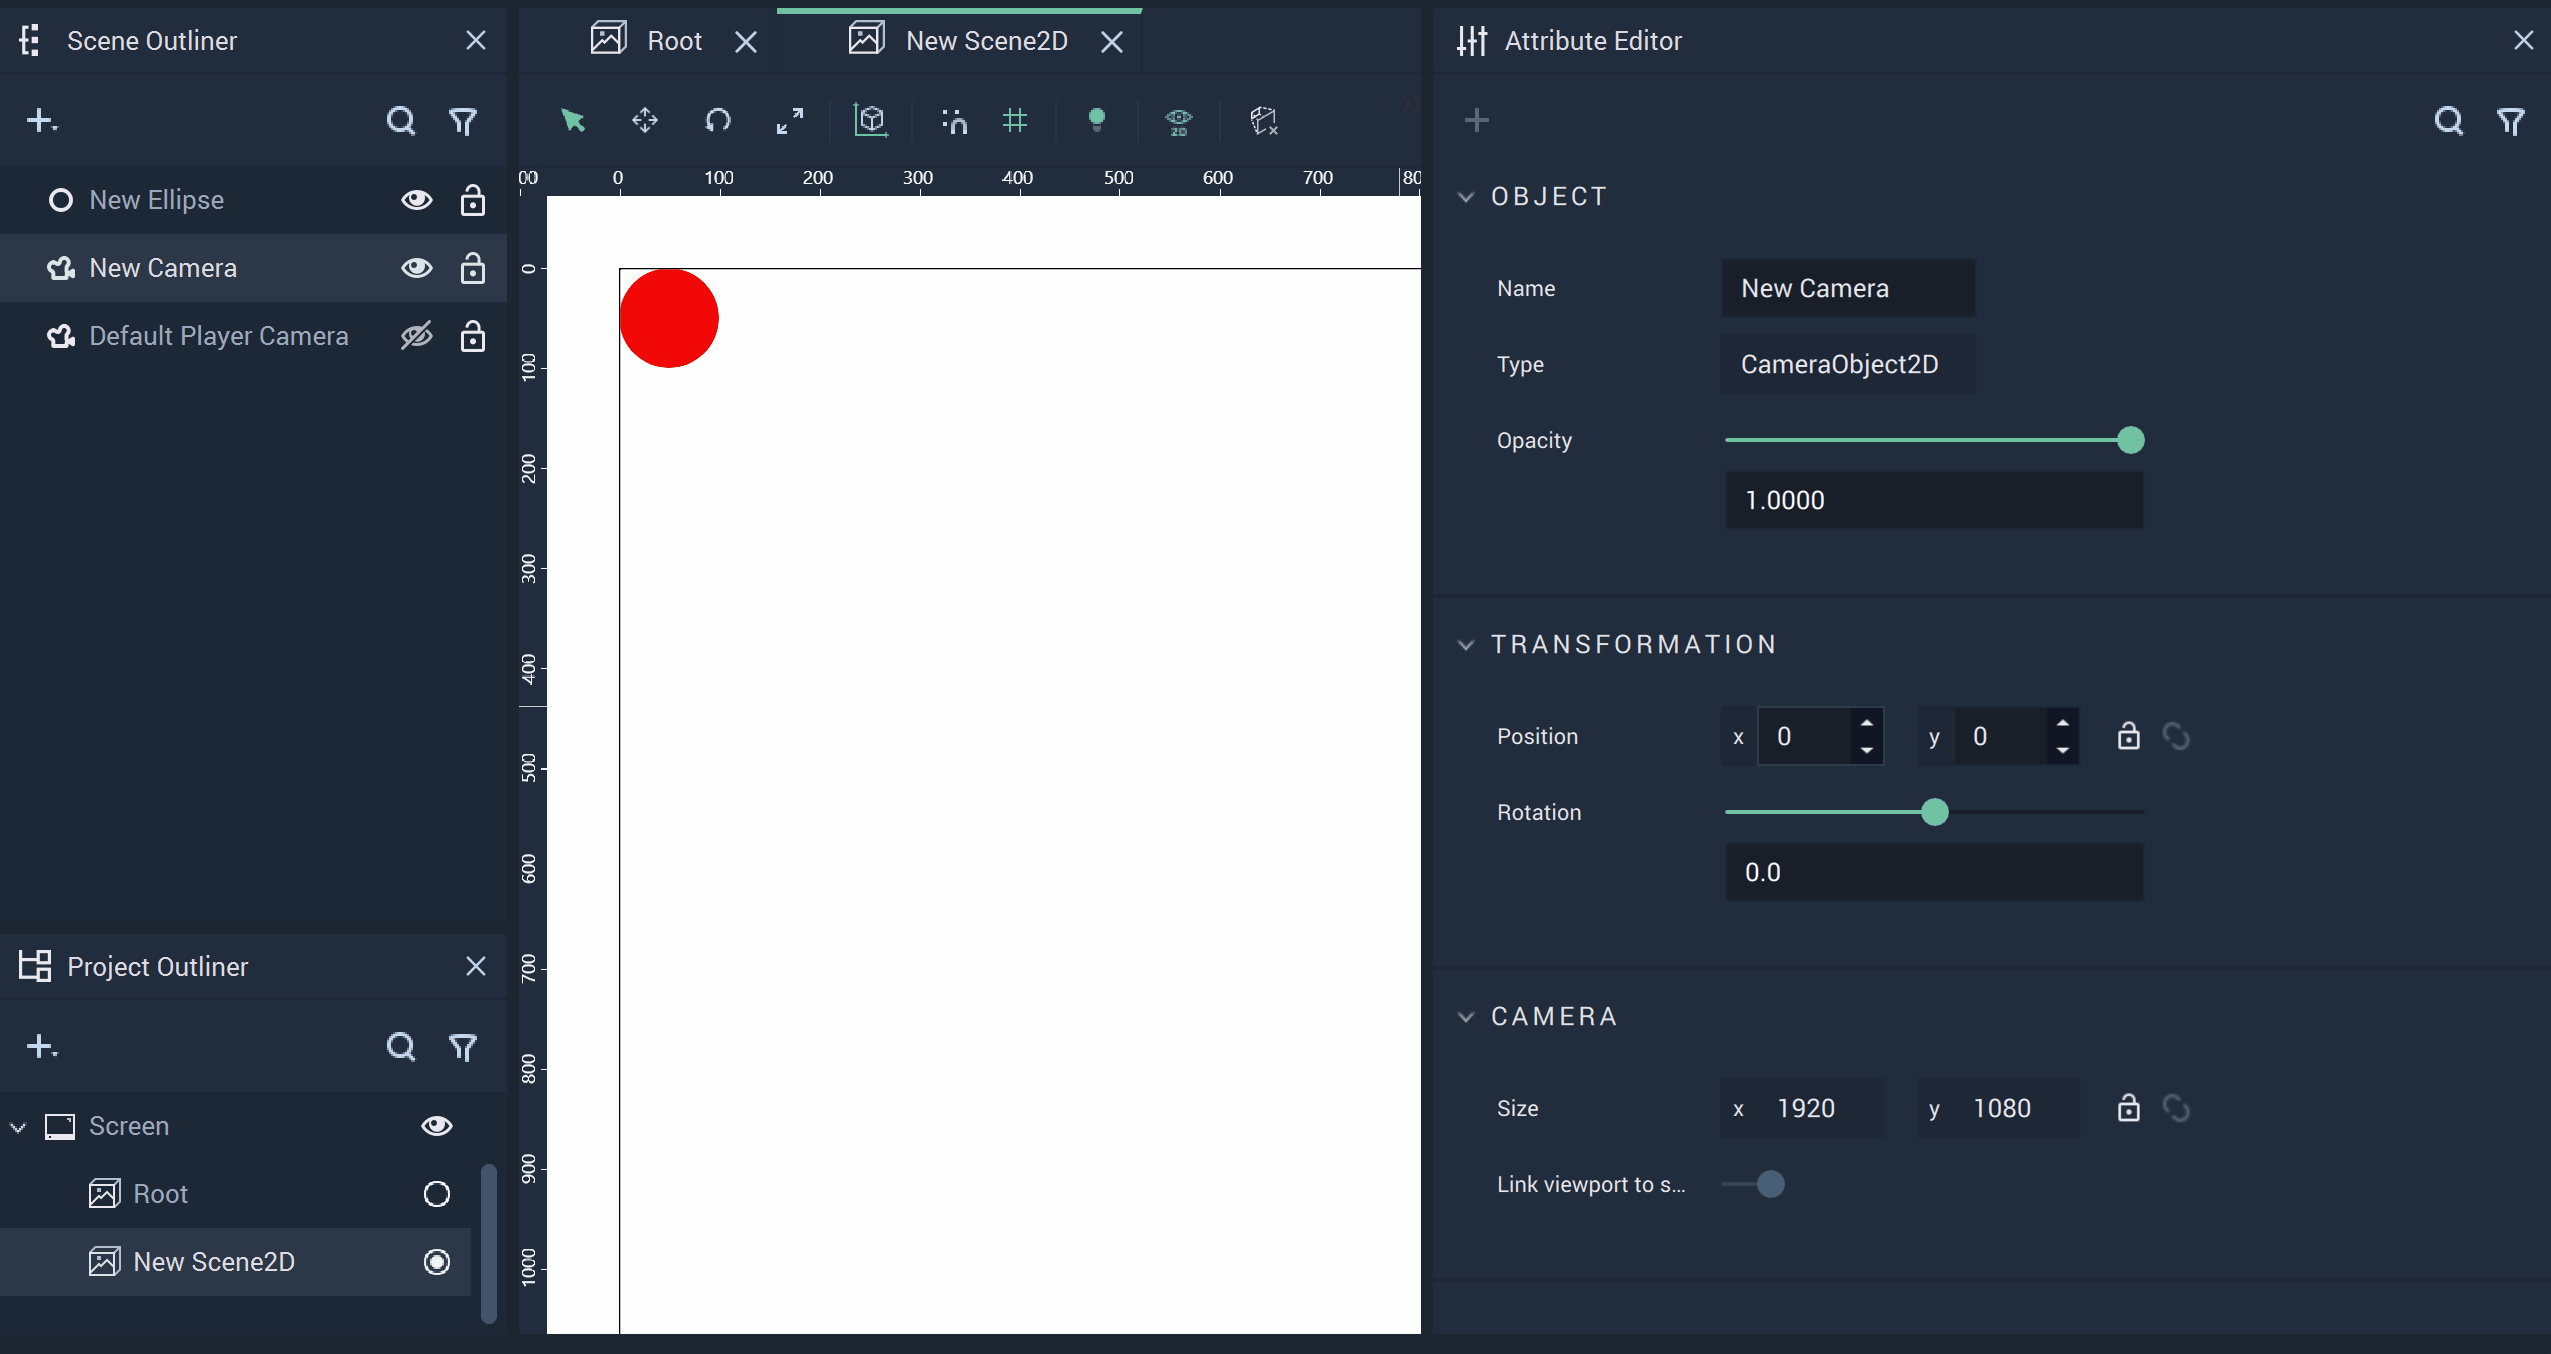 Scene Outliner
New Ellipse
New Camera
Default Player Camera
Project Outliner
Screen
Root
New Scene2D
Root
New Scene2D
2D
00 0 100 200 300 400 500 600 700 80
0
100
200
300
400
500
600
700
800
900
1000
Attribute Editor
OBJECT
Name New Camera
Type CameraObject2D
Opacity
1.0000
TRANSFORMATION
Position x 0 y 0
Rotation
0.0
CAMERA
Size x 1920 y 1080
Link viewport to s...